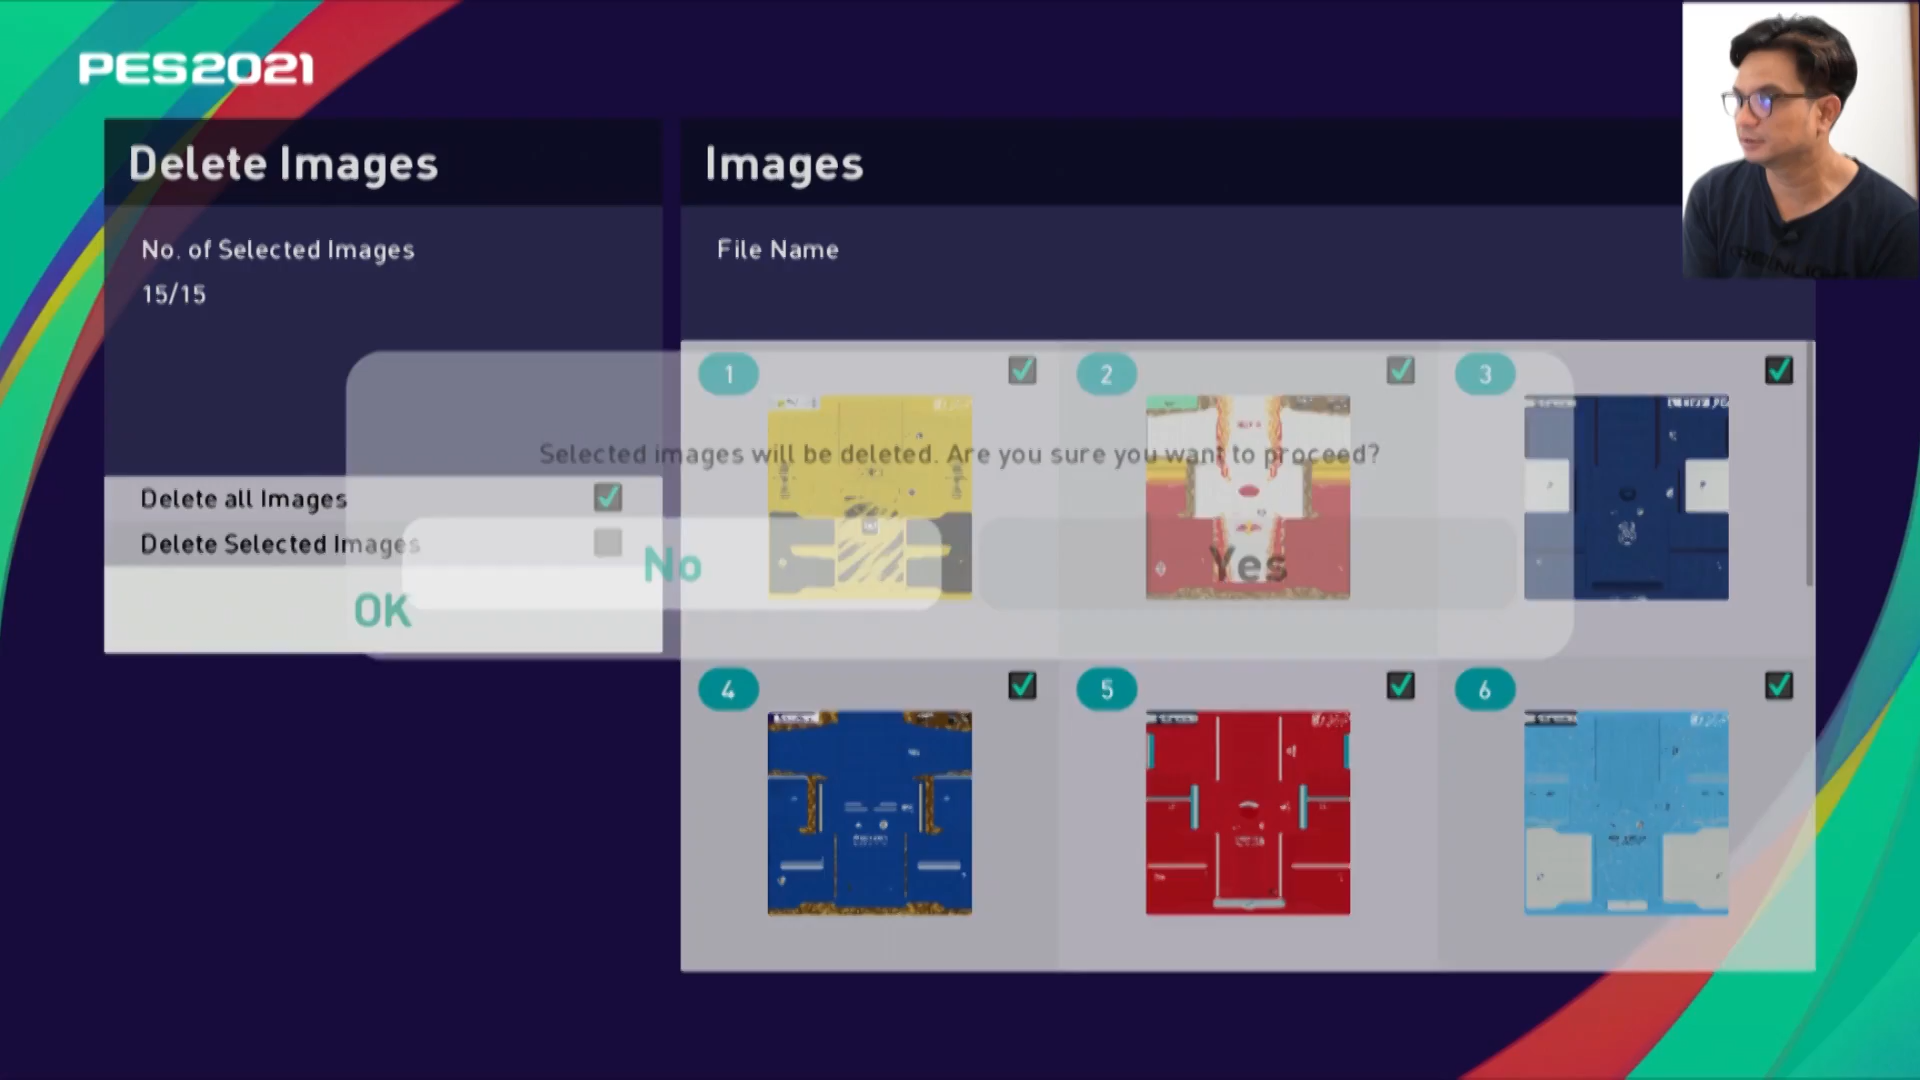 PES2021
Delete Images
Images
No. of Selected Images
15/15
File Name
1
2
3
Selected images will be deleted. Are you sure you want to proceed?
Delete all Images
Delete Selected Images
No
Yes
OK
4
5
6